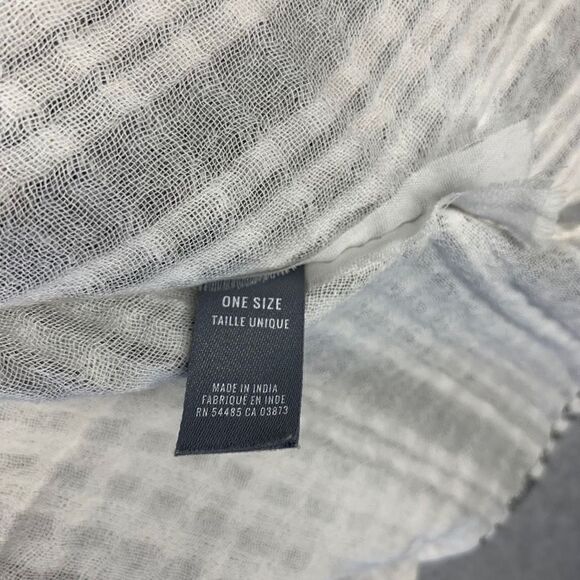 ONE SIZE
TAILLE UNIQUE
MADE IN INDIA
FABRIQUÉ EN INDE
RN 54485 CA 03873